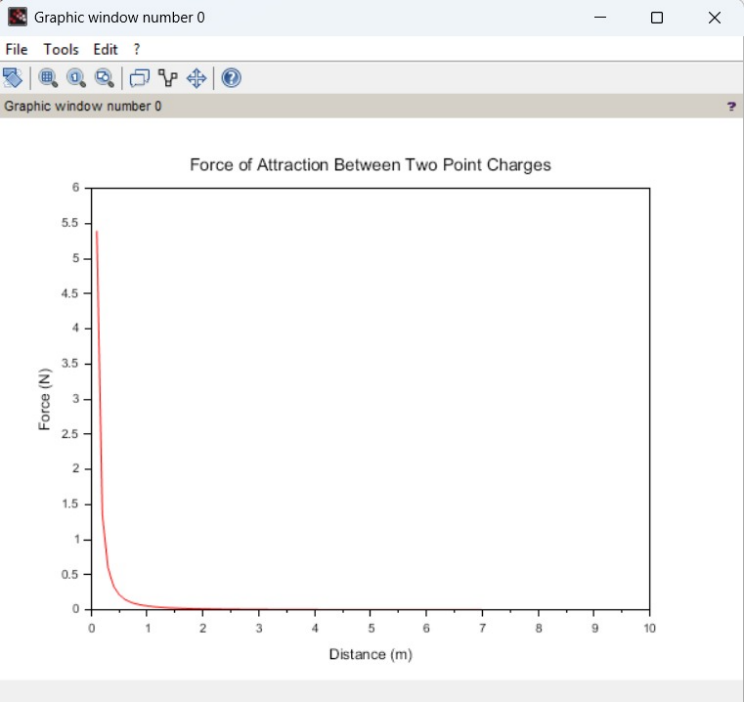 Graphic window number 0
File Tools Edit ?
Graphic window number 0 ?
Force of Attraction Between Two Point Charges
6
5.5
5
4.5
4
3.5
3
2.5
2
1.5
1
0.5
0
Force (N)
0 1 2 3 4 5 6 7 8 9 10
Distance (m)